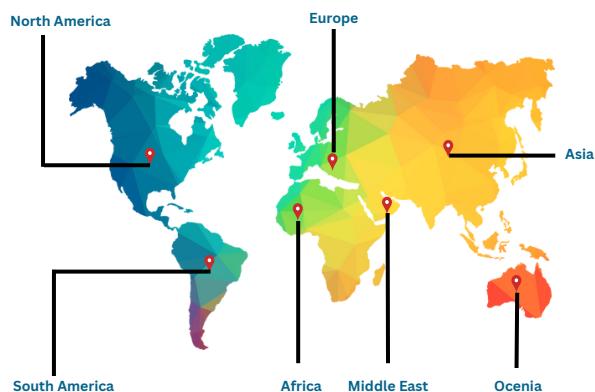 Europe
North America
Asia
South America
Africa
Middle East
Ocenia